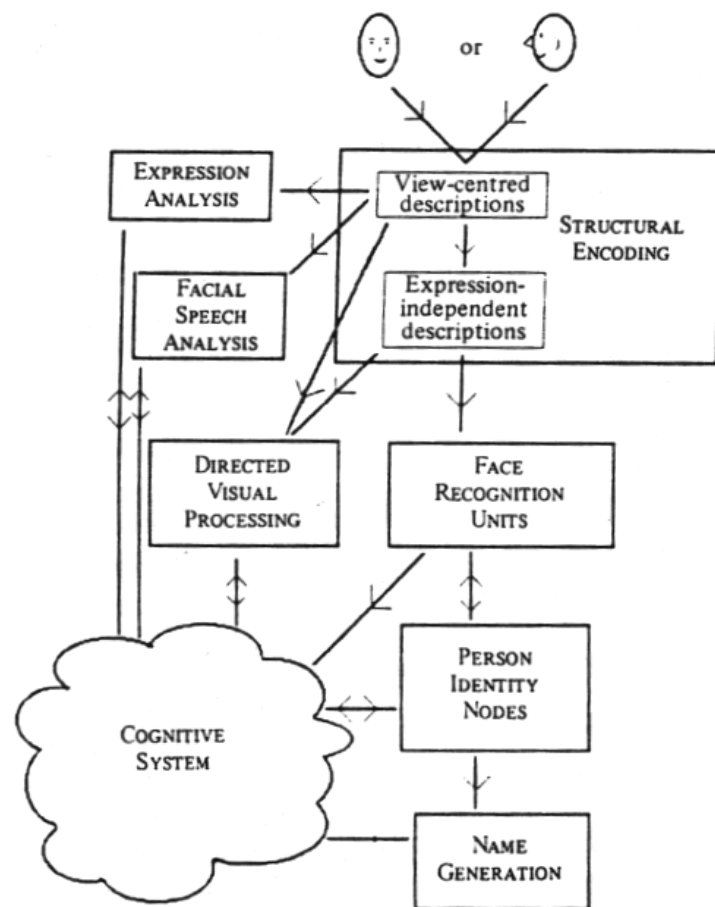 or
EXPRESSION
ANALYSIS
View-centred
descriptions
STRUCTURAL
ENCODING
FACIAL
SPEECH
ANALYSIS
Expression-
independent
descriptions
DIRECTED
VISUAL
PROCESSING
FACE
RECOGNITION
UNITS
PERSON
IDENTITY
NODES
COGNITIVE
SYSTEM
NAME
GENERATION